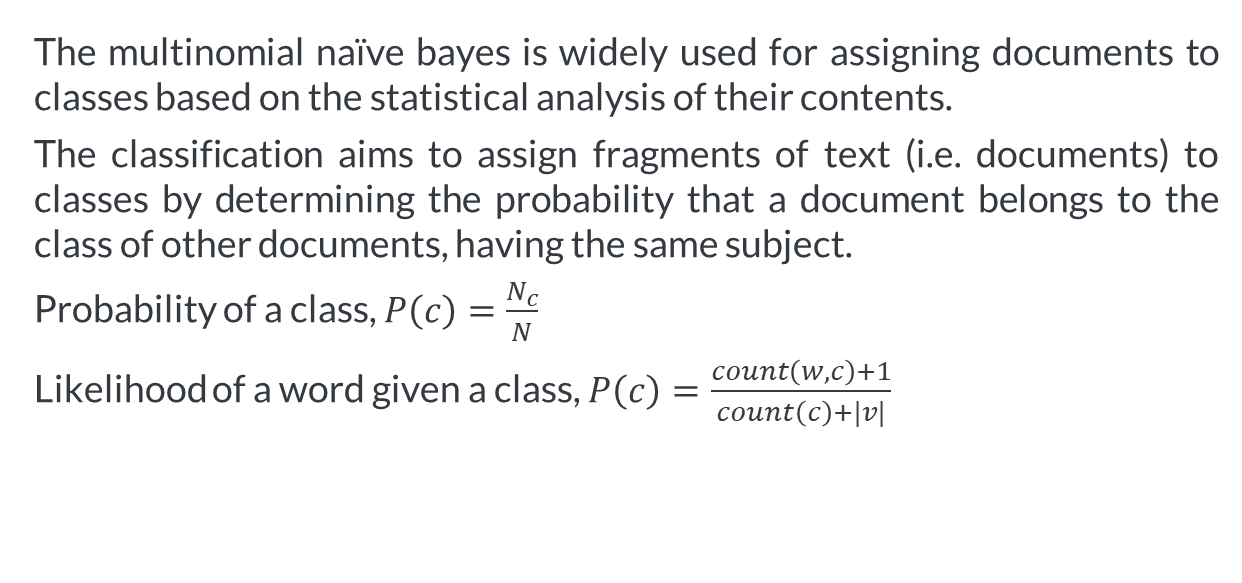 The multinomial naïve bayes is widely used for assigning documents to
classes based on the statistical analysis of their contents.
The classification aims to assign fragments of text (i.e. documents) to
classes by determining the probability that a document belongs to the
class of other documents, having the same subject.
Probability of a class, P(c) = \frac{N_C}{N}
Likelihood of a word given a class, P(c) = \frac{count(w,c)+1}{count(c)+|v|}